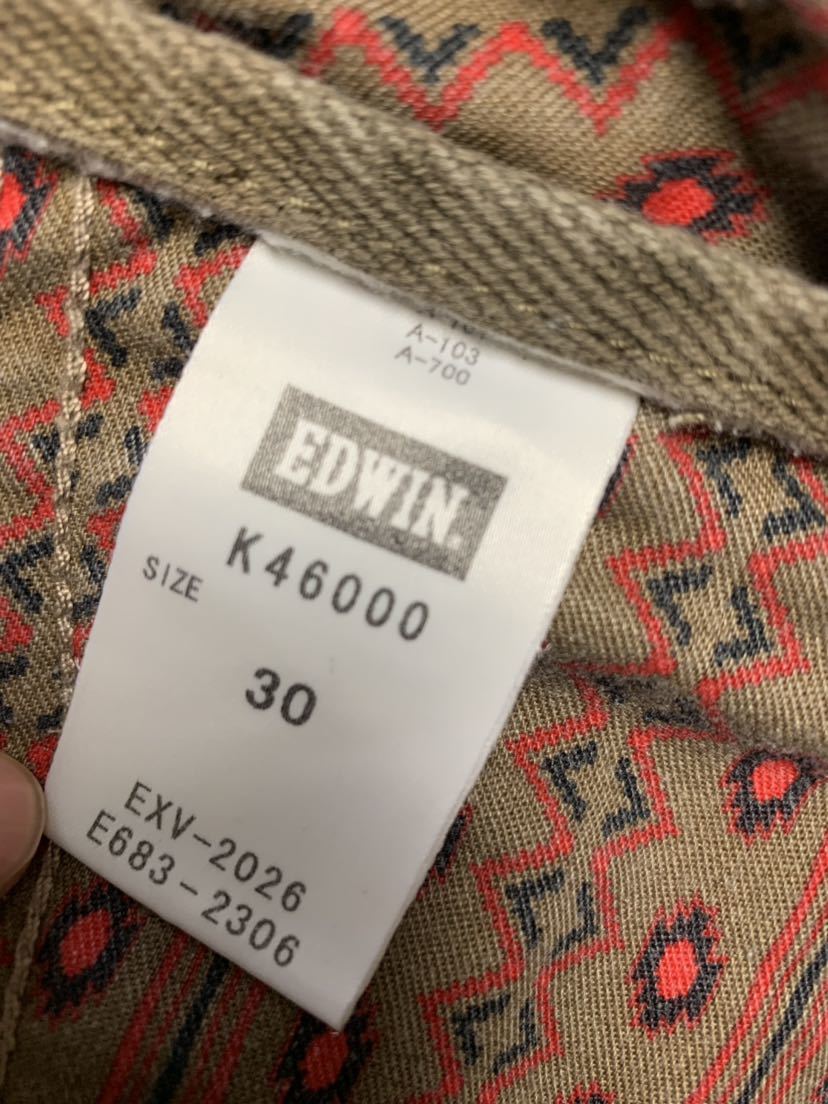 A-103
A-700
EDWIN.
K46000
SIZE
30
EXV-2026
E683-2306